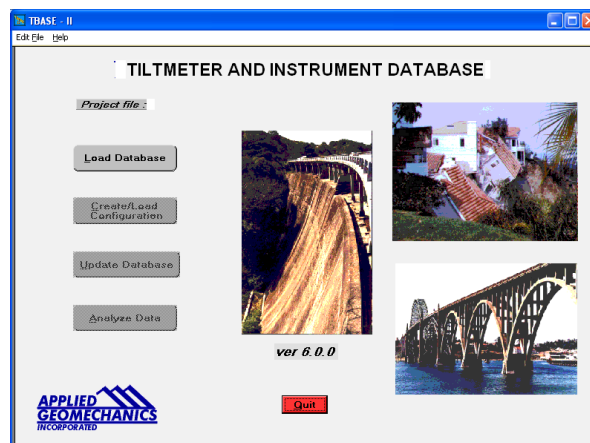 TBASE - II
Edit File Help
TILTMETER AND INSTRUMENT DATABASE
Project file :
Load Database
Create/Load
Configuration
Update Database
Analyze Data
ver 6.0.0
Quit
APPLIED
GEOMECHANICS
INCORPORATED